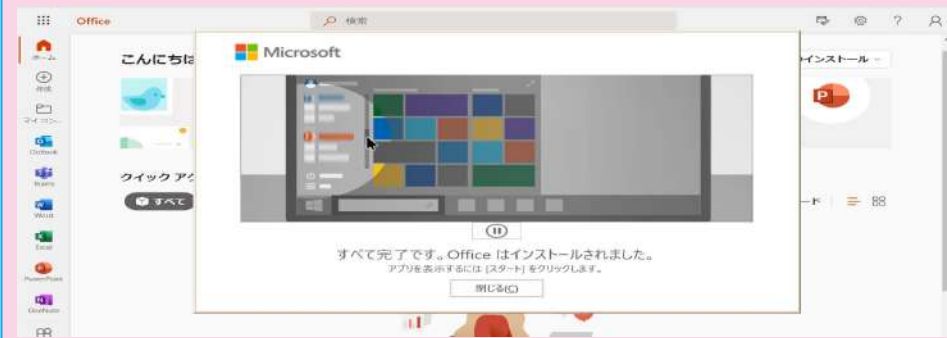 Office
検索
?
ホーム
こんにちは
Microsoft
のインストール
作成
マイ コン...
P
Outlook
Teams
クイック アク
すべて
Word
Excel
PowerPoint
OneNote
すべて完了です。Office はインストールされました。
アプリを表示するには [スタート] をクリックします。
閉じる(C)